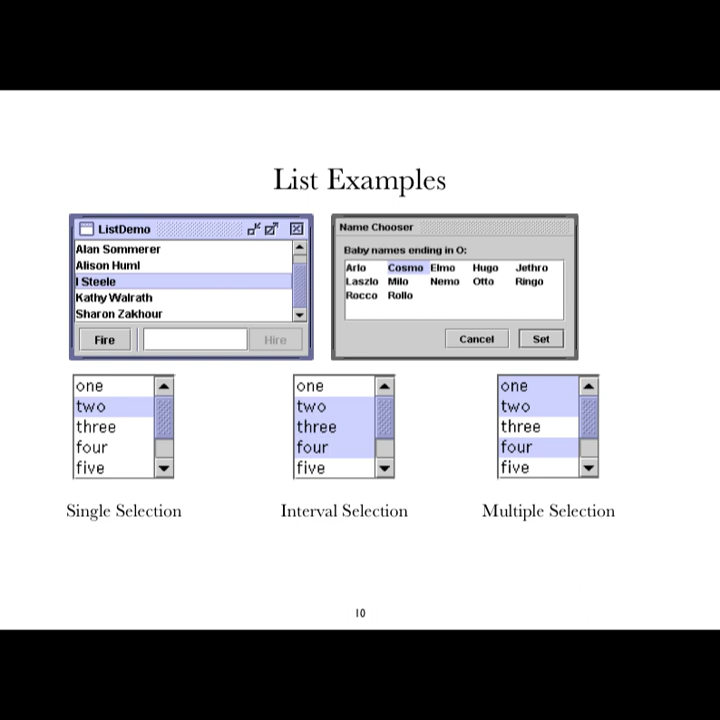 List Examples
ListDemo
Alan Sommerer
Alison Huml
I Steele
Kathy Walrath
Sharon Zakhour
Fire
Hire
Name Chooser
Baby names ending in O:
Arlo Cosmo Elmo Hugo Jethro
Laszlo Milo Nemo Otto Ringo
Rocco Rollo
Cancel Set
one
two
three
four
five
one
two
three
four
five
one
two
three
four
five
Single Selection
Interval Selection
Multiple Selection
10